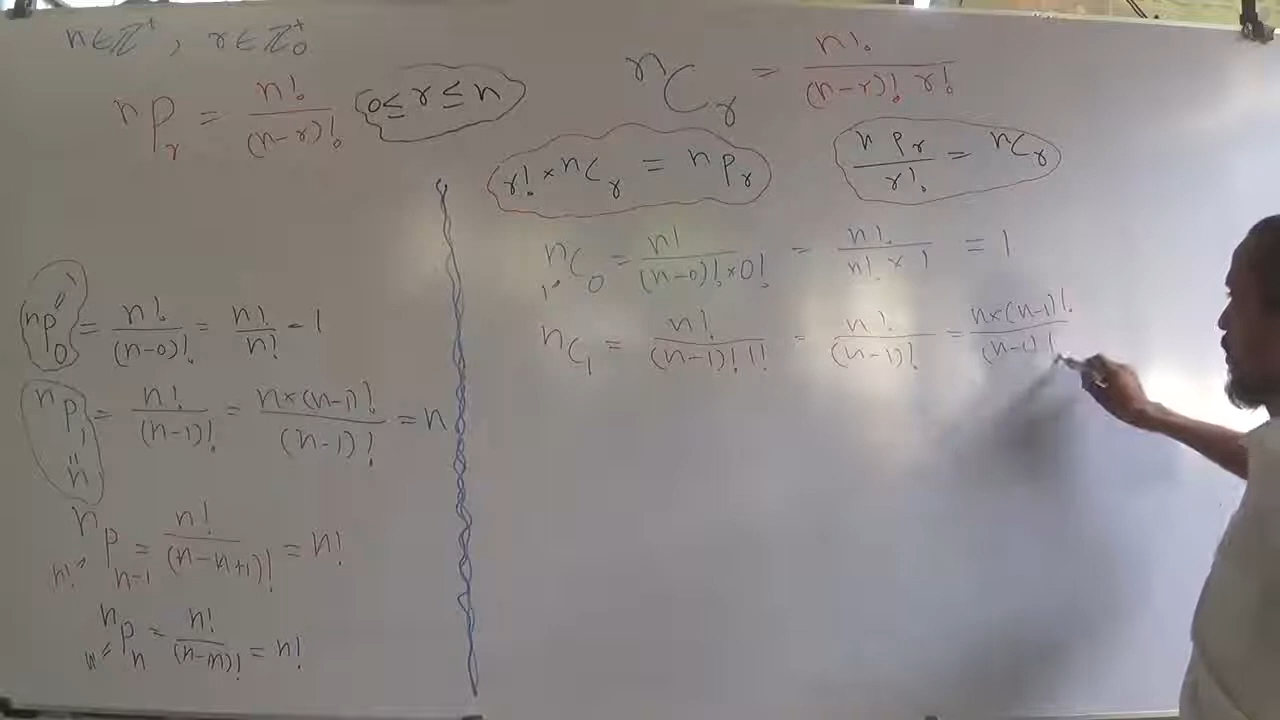 n∈ℤ⁺ , r∈ℤ₀⁺
ⁿPᵣ = n!/(n-r)! 0≤r≤n
ⁿP₀ = n!/(n-0)! = n!/n! = 1
ⁿP₁ = n!/(n-1)! = n×(n-1)!/(n-1)! = n
n
ⁿPₙ₋₁ = n!/(n-n+1)! = n!
n!
ⁿPₙ = n!/(n-n)! = n!
ⁿCᵣ = n!/(n-r)! r!
r! × ⁿCᵣ = ⁿPᵣ
ⁿPᵣ/r! = ⁿCᵣ
ⁿC₀ = n!/(n-0)!×0! = n!/n!×1 = 1
ⁿC₁ = n!/(n-1)! 1! = n!/(n-1)! = n×(n-1)!/(n-1)!